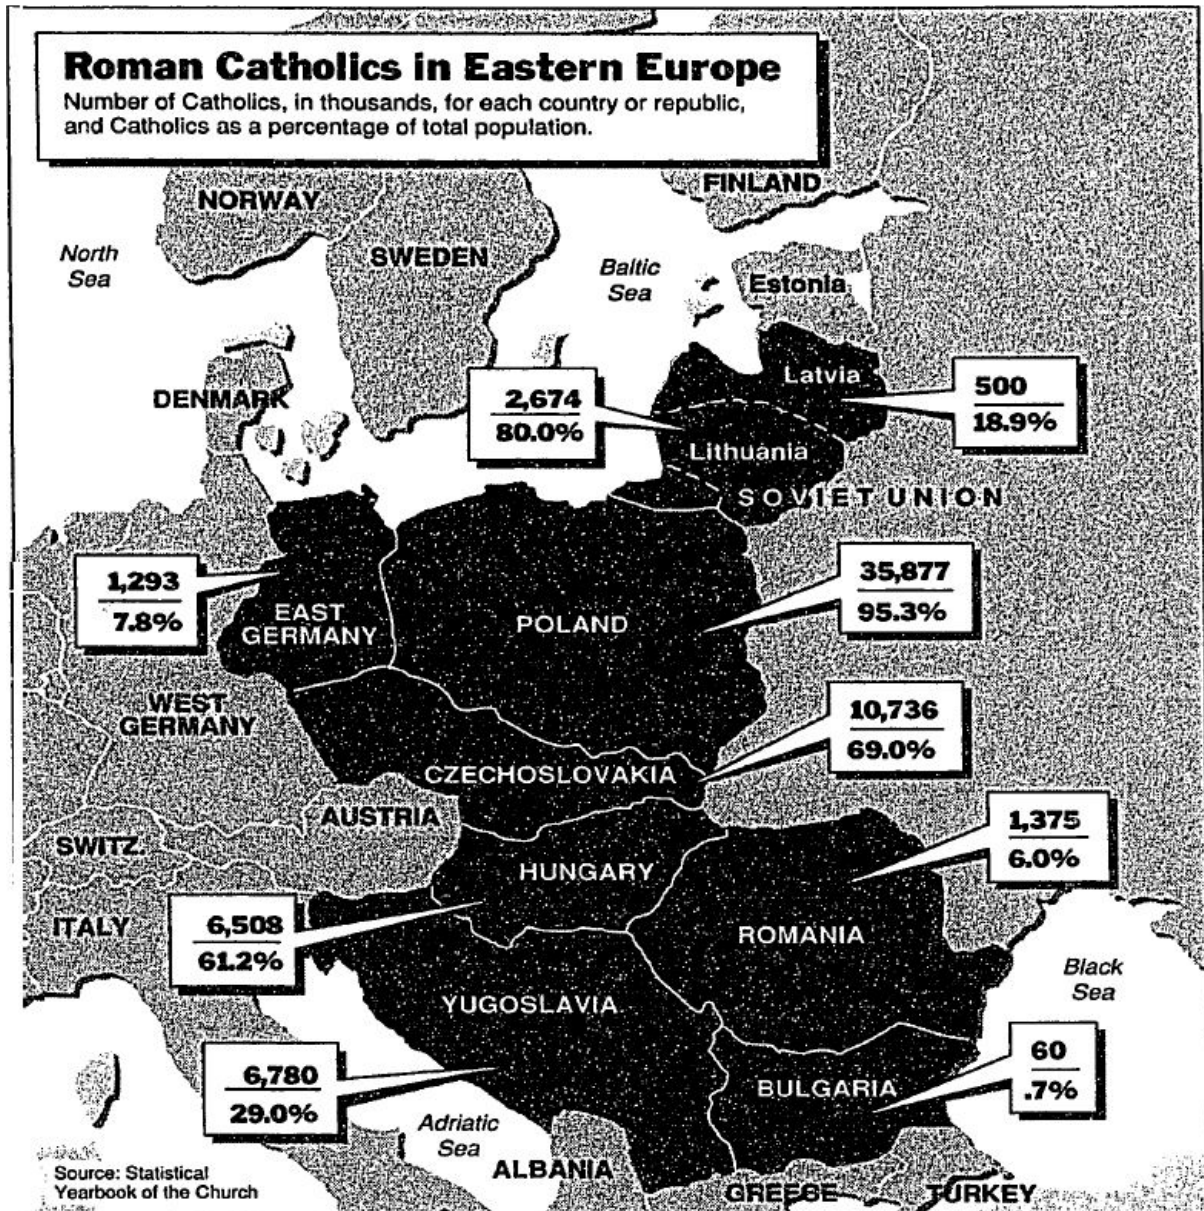 Roman Catholics in Eastern Europe
Number of Catholics, in thousands, for each country or republic,
and Catholics as a percentage of total population.
FINLAND
NORWAY
SWEDEN
North
Sea
Baltic
Sea
Estonia
DENMARK
Latvia
2,674
80.0%
500
18.9%
Lithuania
SOVIET UNION
1,293
7.8%
EAST
GERMANY
POLAND
35,877
95.3%
WEST
GERMANY
10,736
69.0%
CZECHOSLOVAKIA
AUSTRIA
SWITZ.
HUNGARY
1,375
6.0%
ITALY
6,508
61.2%
ROMANIA
YUGOSLAVIA
Black
Sea
6,780
29.0%
BULGARIA
60
.7%
Adriatic
Sea
ALBANIA
GREESE
TURKEY
Source: Statistical
Yearbook of the Church